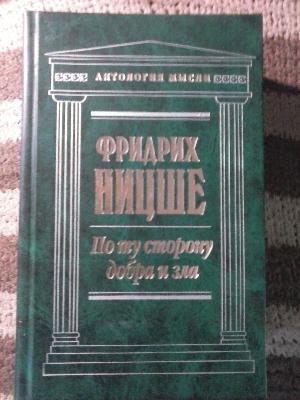 АНТОЛОГИЯ МЫСЛИ
ФРИДРИХ
НИЦШЕ
По ту сторону
добра и зла